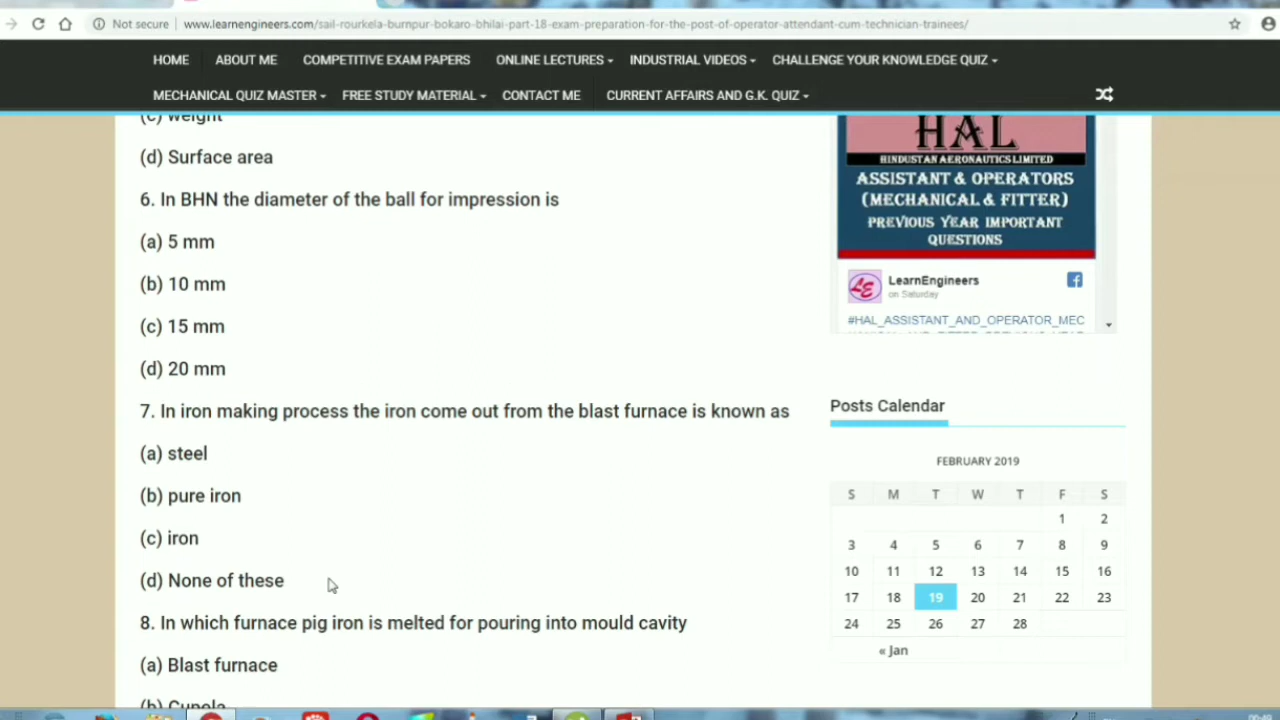 Not secure
www.learnengineers.com/sail-rourkela-burnpur-bokaro-bhilai-part-18-exam-preparation-for-the-post-of-operator-attendant-cum-technician-trainees/
HOME ABOUT ME COMPETITIVE EXAM PAPERS ONLINE LECTURES INDUSTRIAL VIDEOS CHALLENGE YOUR KNOWLEDGE QUIZ
MECHANICAL QUIZ MASTER FREE STUDY MATERIAL CONTACT ME CURRENT AFFAIRS AND G.K. QUIZ
(c) weight
(d) Surface area
6. In BHN the diameter of the ball for impression is
(a) 5 mm
(b) 10 mm
(c) 15 mm
(d) 20 mm
7. In iron making process the iron come out from the blast furnace is known as
(a) steel
(b) pure iron
(c) iron
(d) None of these
8. In which furnace pig iron is melted for pouring into mould cavity
(a) Blast furnace
(b) Cupola
HAL
HINDUSTAN AERONAUTICS LIMITED
ASSISTANT & OPERATORS
(MECHANICAL & FITTER)
PREVIOUS YEAR IMPORTANT
QUESTIONS
LE
LearnEngineers
on Saturday
#HAL_ASSISTANT_AND_OPERATOR_MEC
Posts Calendar
FEBRUARY 2019
S M T W T F S
1 2
3 4 5 6 7 8 9
10 11 12 13 14 15 16
17 18 19 20 21 22 23
24 25 26 27 28
« Jan